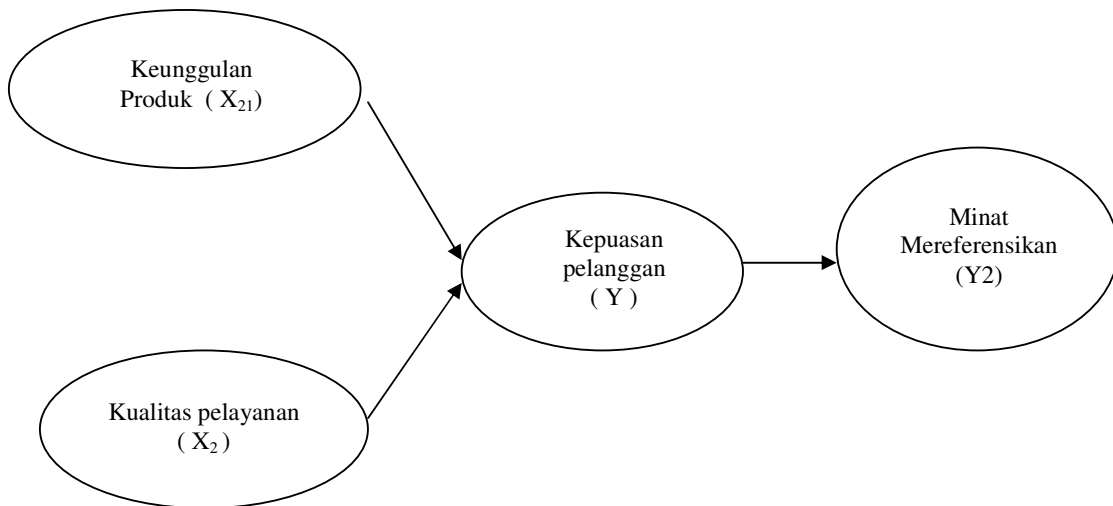 Keunggulan
Produk ( X₂₁)
Kepuasan
pelanggan
( Y )
Minat
Mereferensikan
(Y2)
Kualitas pelayanan
( X₂ )